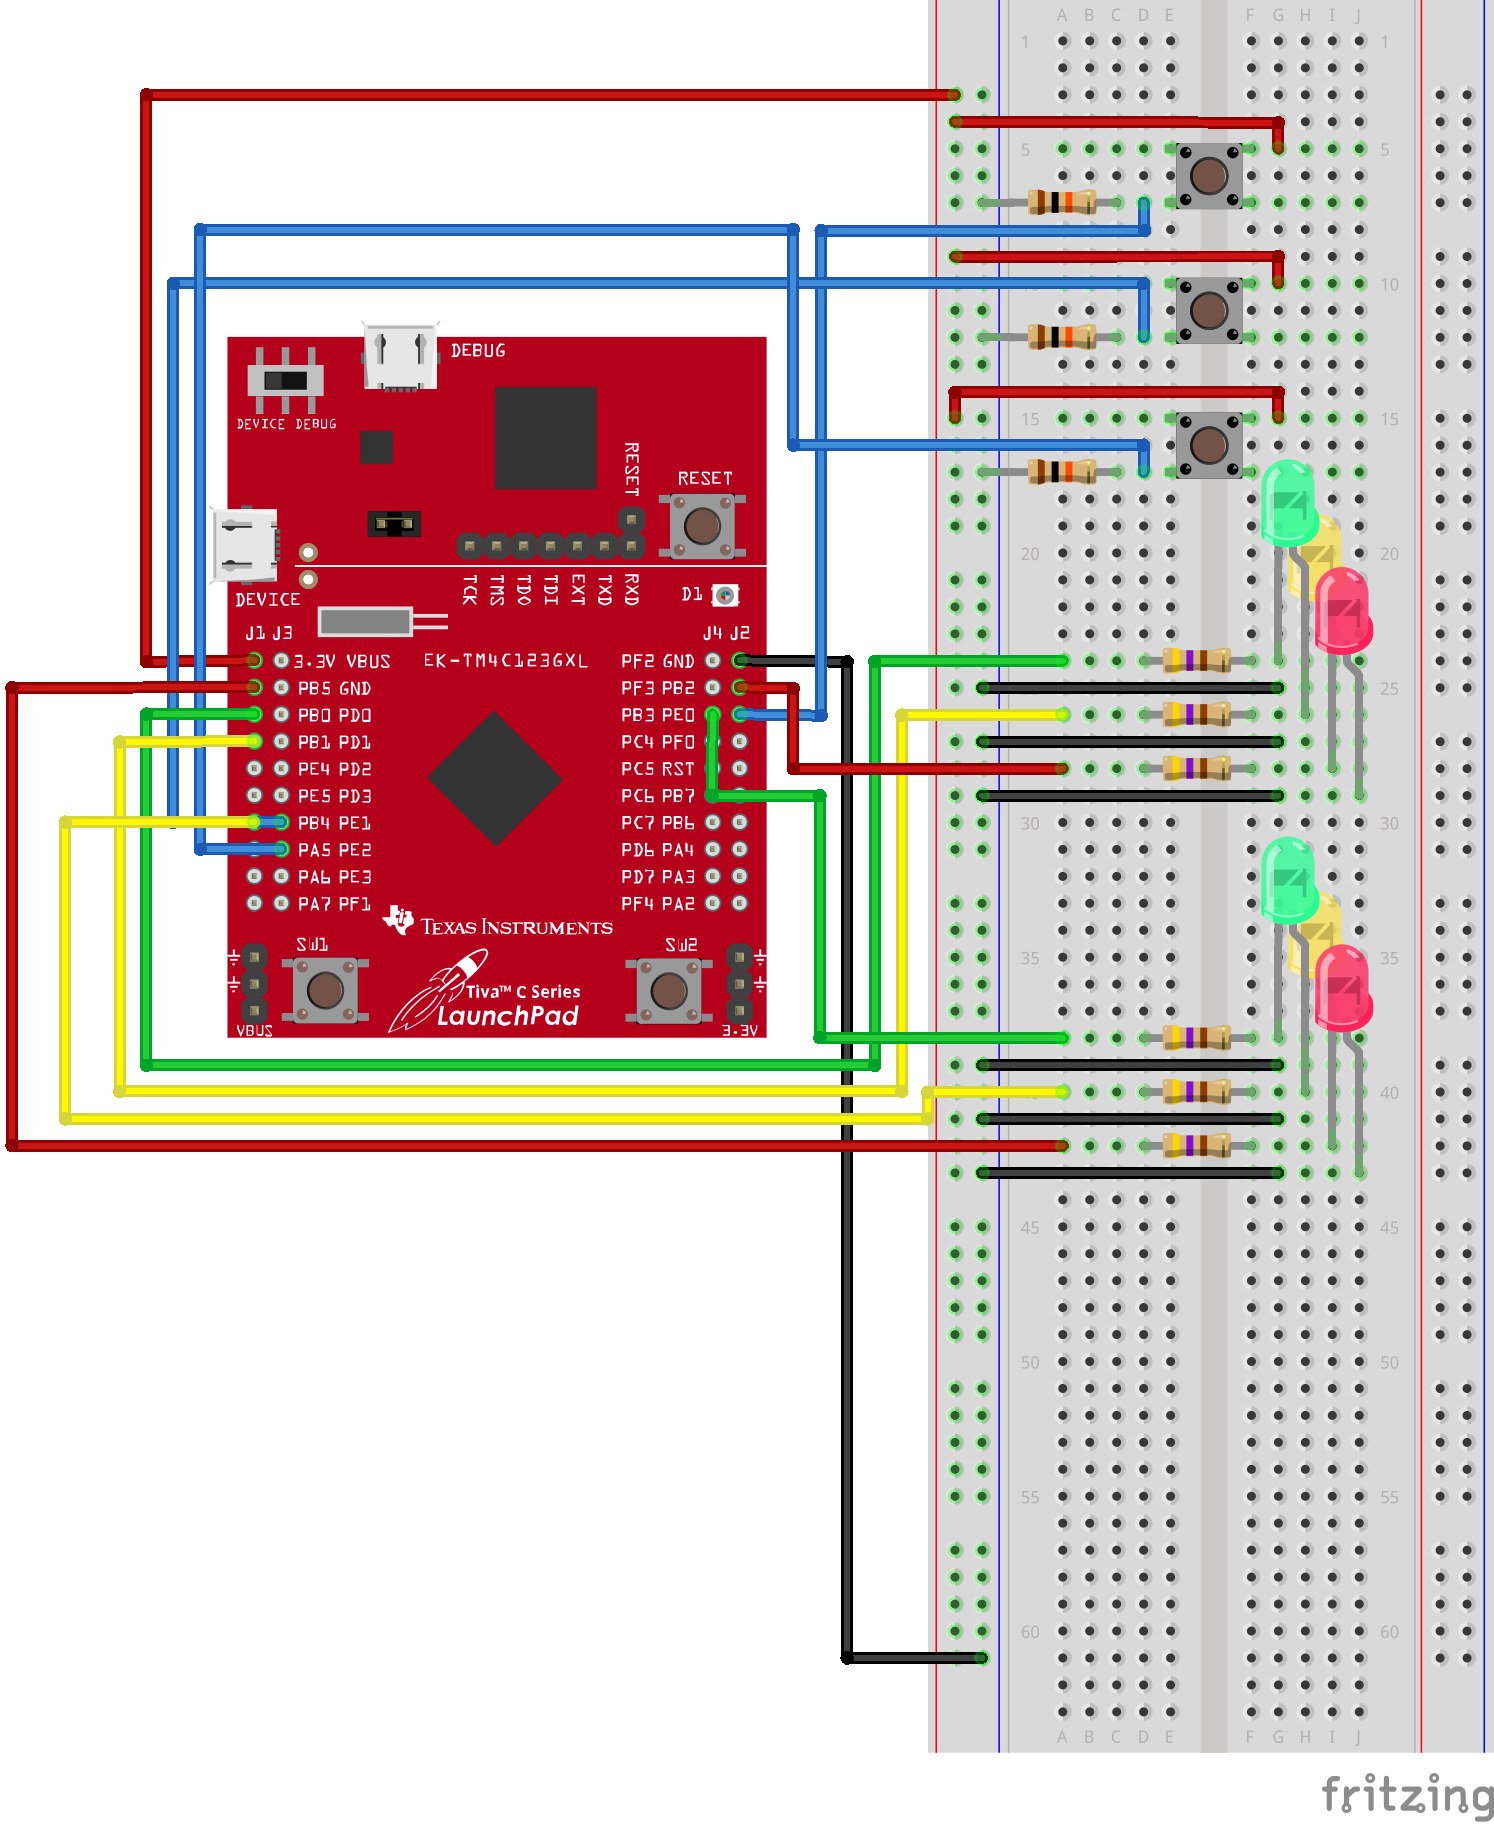 A B C D E F G H I J
1 1
5 5
10
15 15
20 20
25 25
30 30
35 35
40
45 45
50 50
55 55
60 60
A B C D E F G H I J
DEBUG
DEVICE DEBUG
RESET
RESET
TCK TMS TDO TDI EXT TXD RXD
D1
DEVICE
J1 J3
J4 J2
EK-TM4C123GXL
3.3V VBUS
PB5 GND
PB0 PD0
PB1 PD1
PE4 PD2
PE5 PD3
PB4 PE1
PA5 PE2
PA6 PE3
PA7 PF1
PF2 GND
PF3 PB2
PB3 PE0
PC4 PF0
PC5 RST
PC6 PB7
PC7 PB6
PD6 PA4
PD7 PA3
PF4 PA2
TEXAS INSTRUMENTS
SW1
SW2
Tiva™ C Series
LaunchPad
VBUS
3.3V
fritzing